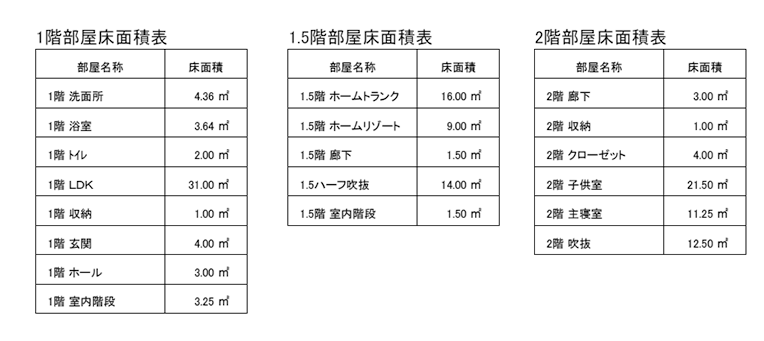 1階部屋床面積表
部屋名称 床面積
1階 洗面所 4.36 ㎡
1階 浴室 3.64 ㎡
1階 ﾄｲﾚ 2.00 ㎡
1階 ＬＤＫ 31.00 ㎡
1階 収納 1.00 ㎡
1階 玄関 4.00 ㎡
1階 ホール 3.00 ㎡
1階 室内階段 3.25 ㎡
1.5階部屋床面積表
部屋名称 床面積
1.5階 ホームトランク 16.00 ㎡
1.5階 ホームリゾート 9.00 ㎡
1.5階 廊下 1.50 ㎡
1.5ハーフ吹抜 14.00 ㎡
1.5階 室内階段 1.50 ㎡
2階部屋床面積表
部屋名称 床面積
2階 廊下 3.00 ㎡
2階 収納 1.00 ㎡
2階 クローゼット 4.00 ㎡
2階 子供室 21.50 ㎡
2階 主寝室 11.25 ㎡
2階 吹抜 12.50 ㎡